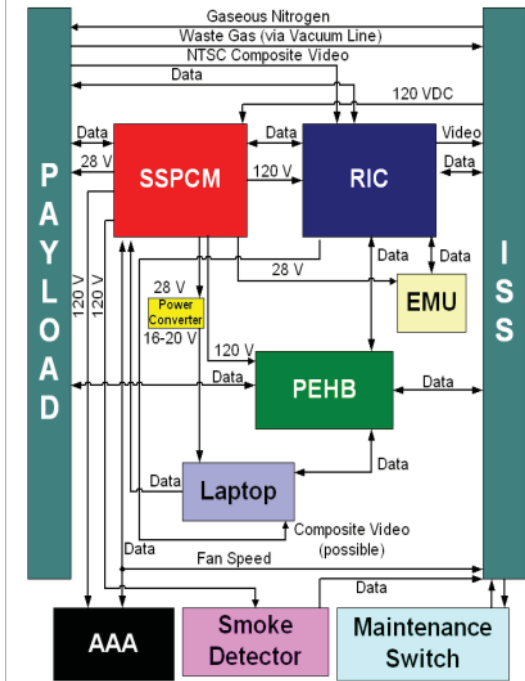 Gaseous Nitrogen
Waste Gas (via Vacuum Line)
NTSC Composite Video
Data
120 VDC
Data
Data
Video
28 V
SSPCM
120 V
RIC
Data
PAYLOAD
ISS
120 V
120 V
Data
Data
28 V
28 V
EMU
Power
Converter
16-20 V
120 V
PEHB
Data
Data
Data
Data
Laptop
Composite Video
(possible)
Data
Fan Speed
Data
AAA
Smoke
Detector
Maintenance
Switch